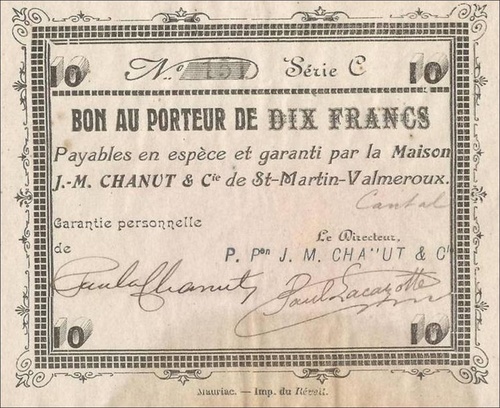 10 N.º 151 Série C 10
BON AU PORTEUR DE DIX FRANCS
Payables en espèce et garanti par la Maison
J.-M. CHANUT & Cie de St-Martin-Valmeroux.
Cantal
Garantie personnelle
de
Le Directeur,
P. Pon J. M. CHANUT & Cie
Paul Lacazotte
10 10
Mauriac. — Imp. du Réveil.